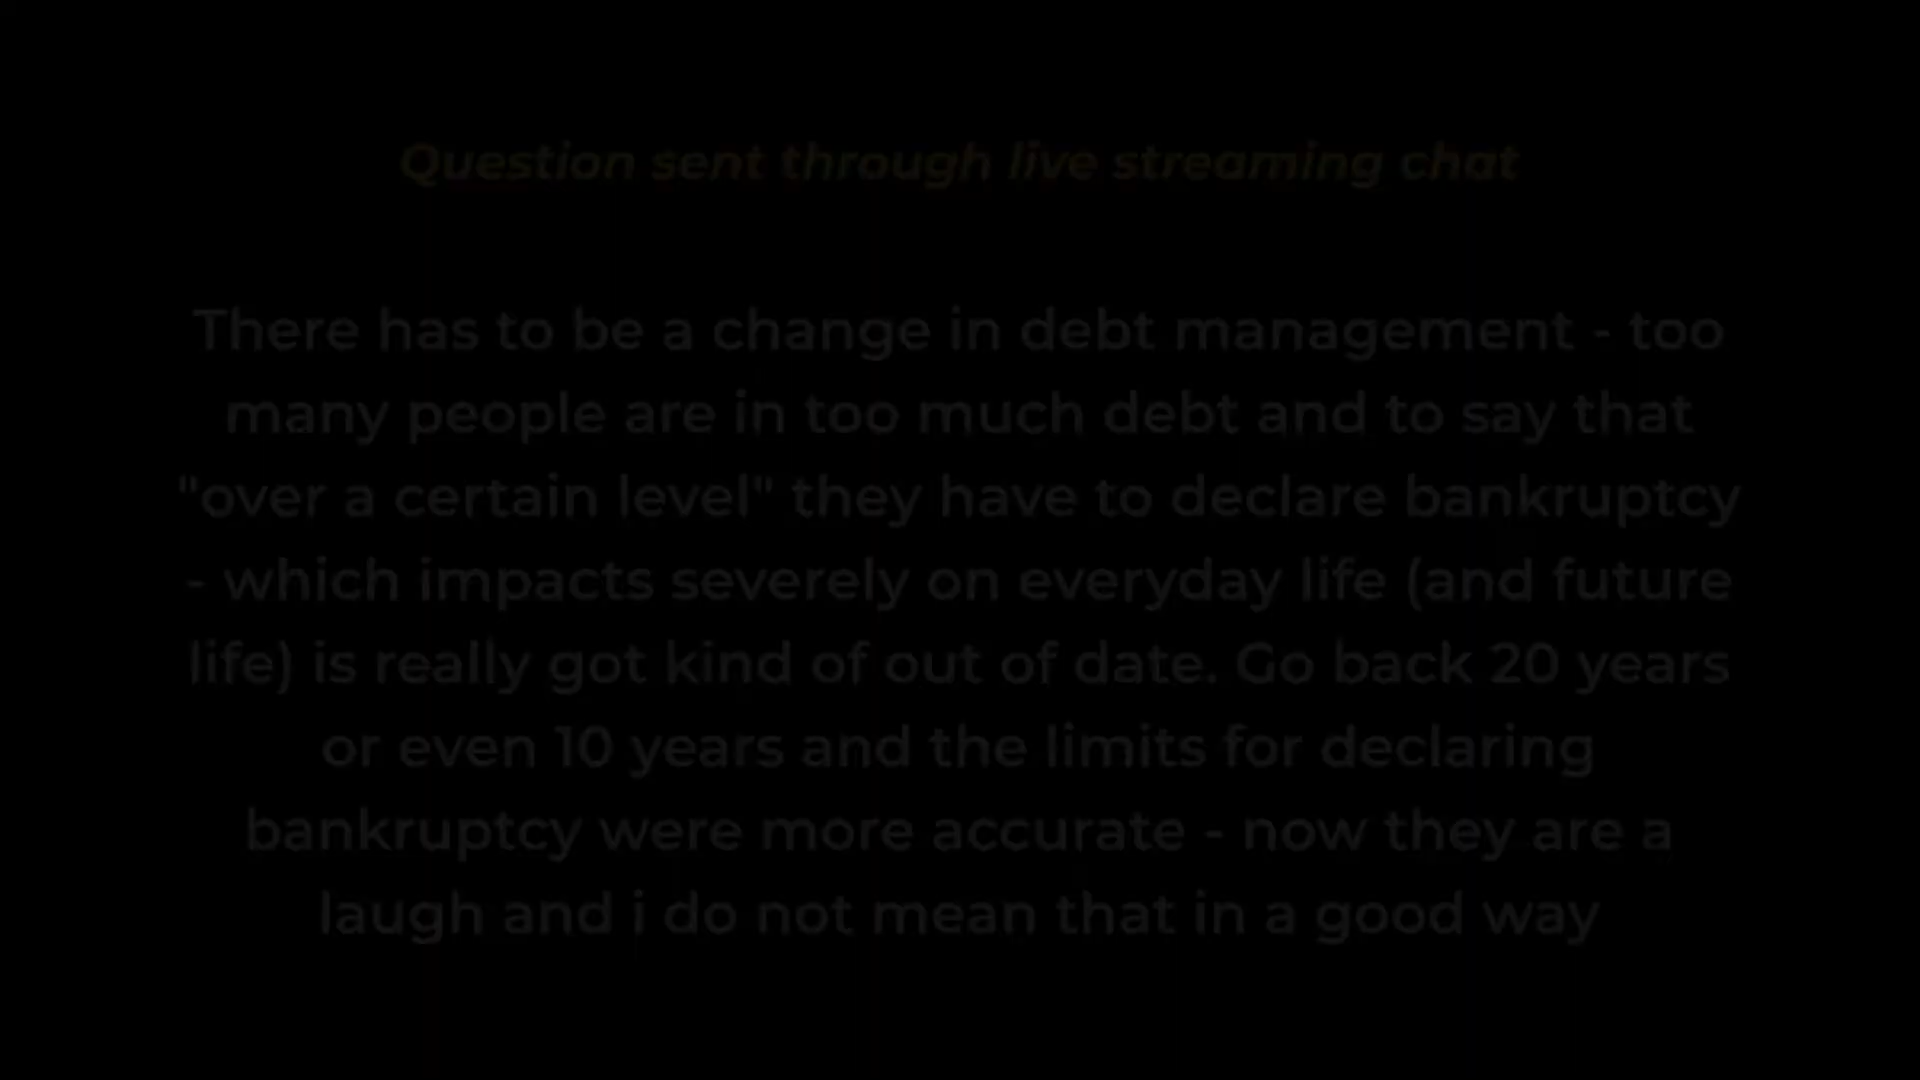 Question sent through live streaming chat
There has to be a change in debt management - too
many people are in too much debt and to say that
"over a certain level" they have to declare bankruptcy
- which impacts severely on everyday life (and future
life) is really got kind of out of date. Go back 20 years
or even 10 years and the limits for declaring
bankruptcy were more accurate - now they are a
laugh and i do not mean that in a good way